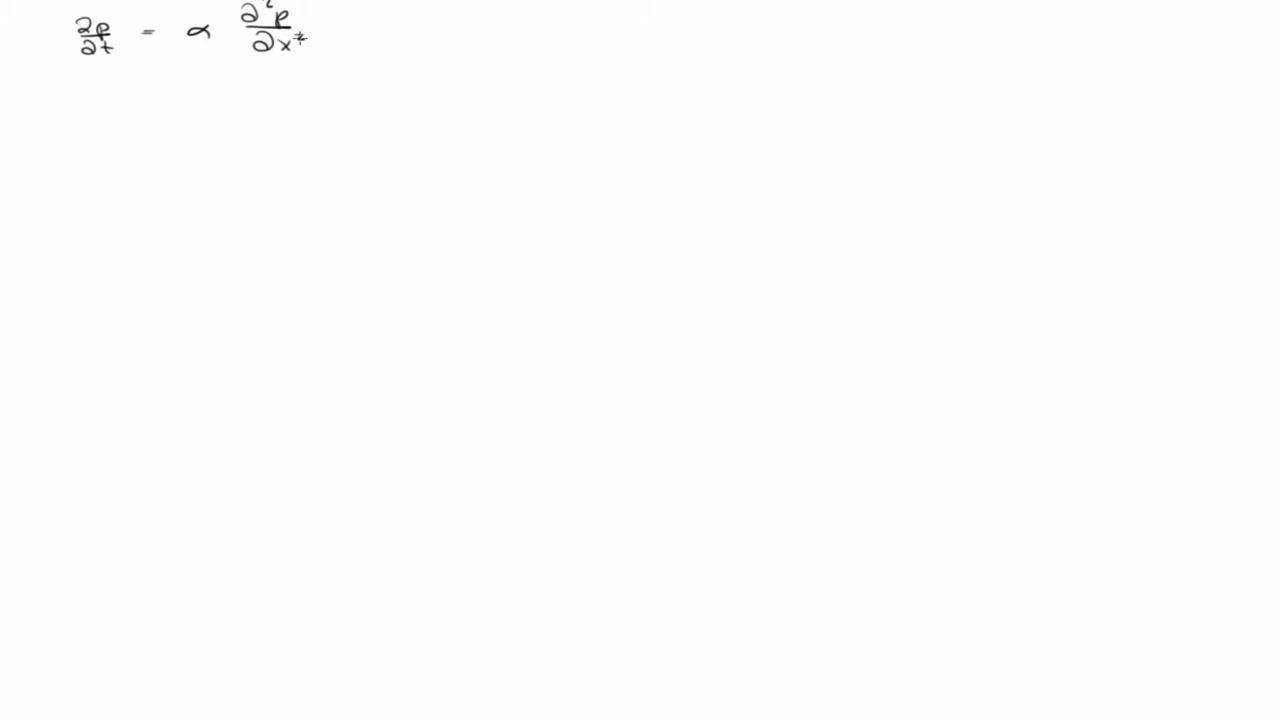 ∂p/∂t = α ∂²p/∂x²